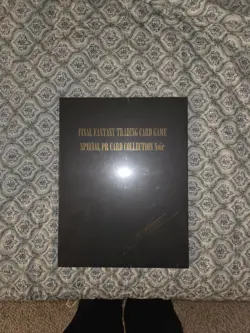 FINAL FANTASY TRADING CARD GAME
SPECIAL PR CARD COLLECTION Noir